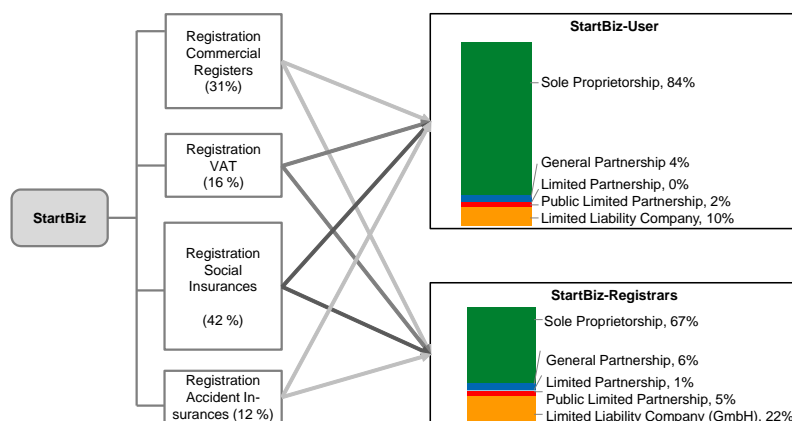 StartBiz
Registration
Commercial
Registers
(31%)
Registration
VAT
(16 %)
Registration
Social
Insurances
(42 %)
Registration
Accident In-
surances (12 %)
StartBiz-User
Sole Proprietorship, 84%
General Partnership 4%
Limited Partnership, 0%
Public Limited Partnership, 2%
Limited Liability Company, 10%
StartBiz-Registrars
Sole Proprietorship, 67%
General Partnership, 6%
Limited Partnership, 1%
Public Limited Partnership, 5%
Limited Liability Company (GmbH), 22%